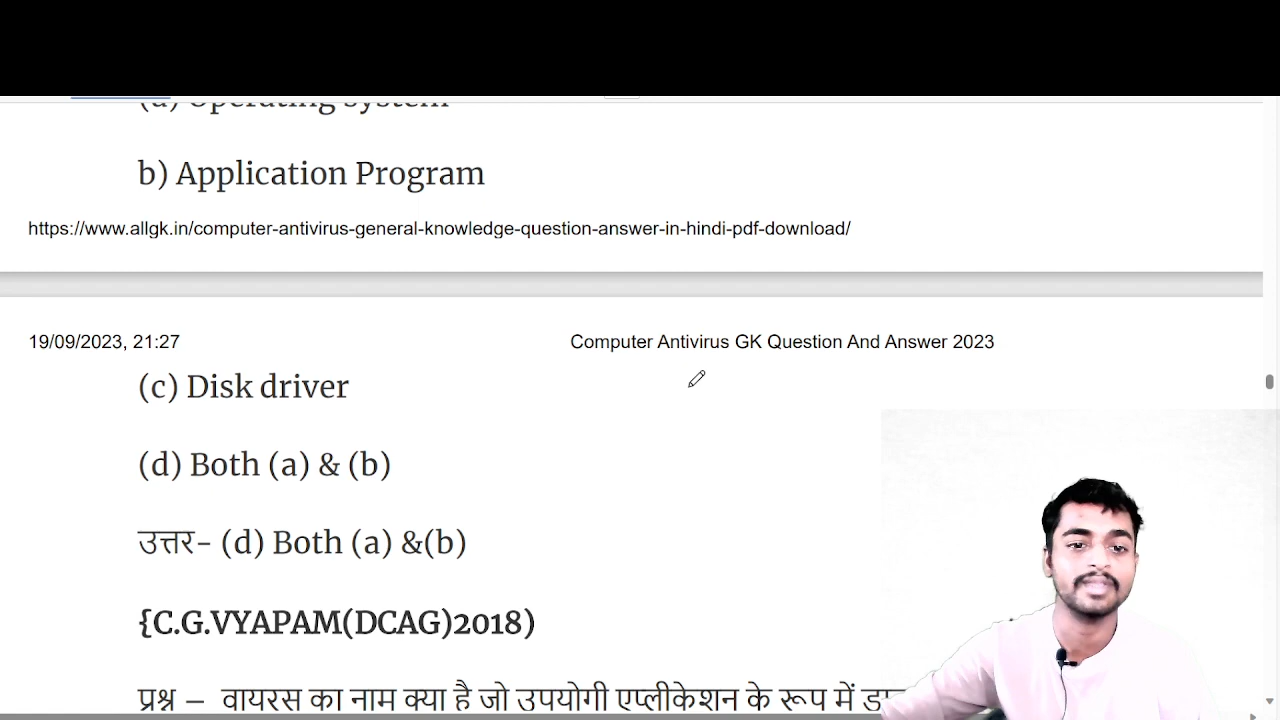 (a) Operating system
b) Application Program
https://www.allgk.in/computer-antivirus-general-knowledge-question-answer-in-hindi-pdf-download/
19/09/2023, 21:27 Computer Antivirus GK Question And Answer 2023
(c) Disk driver
(d) Both (a) & (b)
उत्तर- (d) Both (a) &(b)
{C.G.VYAPAM(DCAG)2018)
प्रश्न – वायरस का नाम क्या है जो उपयोगी एप्लीकेशन के रूप में